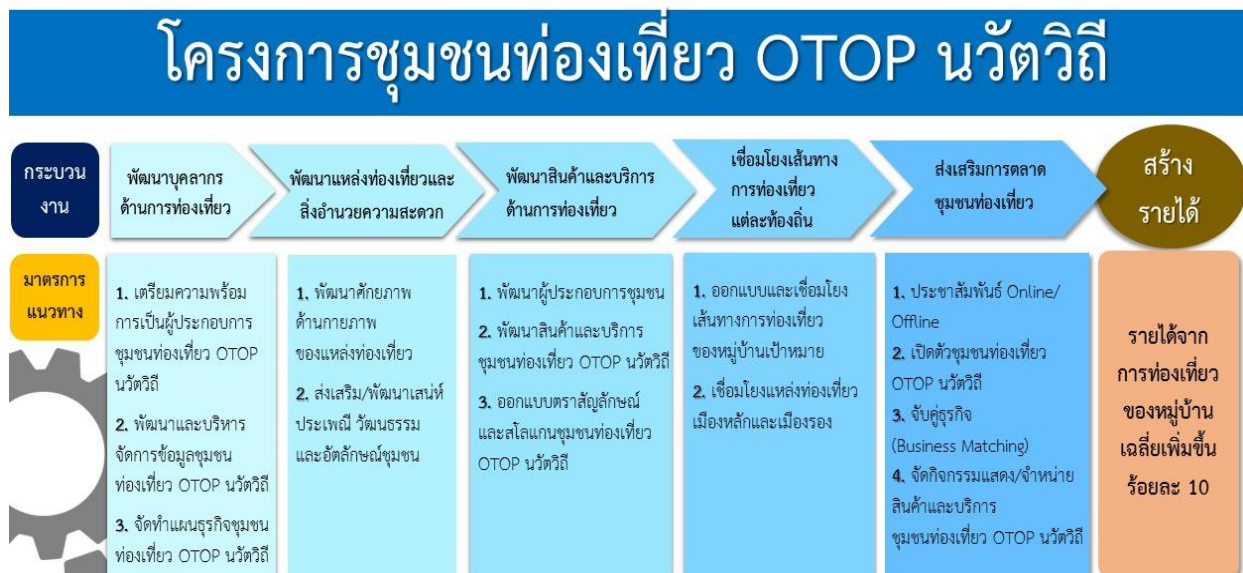 โครงการชุมชนท่องเที่ยว OTOP นวัตวิถี
กระบวน
งาน
พัฒนาบุคลากร
ด้านการท่องเที่ยว
พัฒนาแหล่งท่องเที่ยวและ
สิ่งอำนวยความสะดวก
พัฒนาสินค้าและบริการ
ด้านการท่องเที่ยว
เชื่อมโยงเส้นทาง
การท่องเที่ยว
แต่ละท้องถิ่น
ส่งเสริมการตลาด
ชุมชนท่องเที่ยว
สร้าง
รายได้
มาตรการ
แนวทาง
1. เตรียมความพร้อม
การเป็นผู้ประกอบการ
ชุมชนท่องเที่ยว OTOP
นวัตวิถี
2. พัฒนาและบริหาร
จัดการข้อมูลชุมชน
ท่องเที่ยว OTOP นวัตวิถี
3. จัดทำแผนธุรกิจชุมชน
ท่องเที่ยว OTOP นวัตวิถี
1. พัฒนาศักยภาพ
ด้านกายภาพ
ของแหล่งท่องเที่ยว
2. ส่งเสริม/พัฒนาเสน่ห์
ประเพณี วัฒนธรรม
และอัตลักษณ์ชุมชน
1. พัฒนาผู้ประกอบการชุมชน
2. พัฒนาสินค้าและบริการ
ชุมชนท่องเที่ยว OTOP นวัตวิถี
3. ออกแบบตราสัญลักษณ์
และสโลแกนชุมชนท่องเที่ยว
OTOP นวัตวิถี
1. ออกแบบและเชื่อมโยง
เส้นทางการท่องเที่ยว
ของหมู่บ้านเป้าหมาย
2. เชื่อมโยงแหล่งท่องเที่ยว
เมืองหลักและเมืองรอง
1. ประชาสัมพันธ์ Online/
Offline
2. เปิดตัวชุมชนท่องเที่ยว
OTOP นวัตวิถี
3. จับคู่ธุรกิจ
(Business Matching)
4. จัดกิจกรรมแสดง/จำหน่าย
สินค้าและบริการ
ชุมชนท่องเที่ยว OTOP นวัตวิถี
รายได้จาก
การท่องเที่ยว
ของหมู่บ้าน
เฉลี่ยเพิ่มขึ้น
ร้อยละ 10